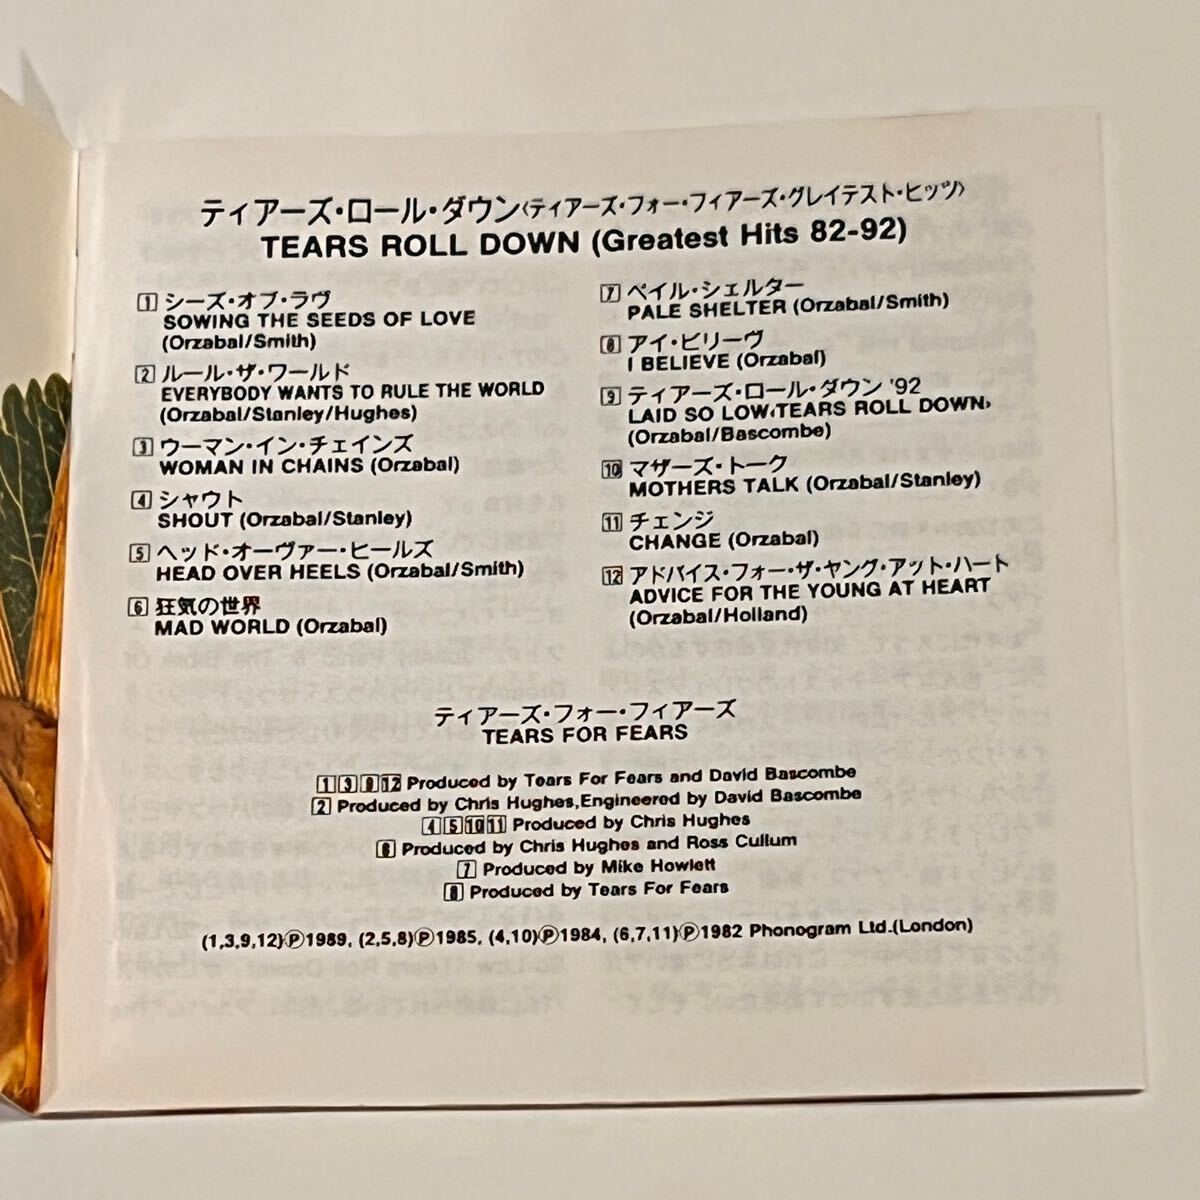 ティアーズ・ロール・ダウン〈ティアーズ・フォー・フィアーズ・グレイテスト・ヒッツ〉
TEARS ROLL DOWN (Greatest Hits 82-92)
1 シーズ・オブ・ラヴ
SOWING THE SEEDS OF LOVE
(Orzabal/Smith)
2 ルール・ザ・ワールド
EVERYBODY WANTS TO RULE THE WORLD
(Orzabal/Stanley/Hughes)
3 ウーマン・イン・チェインズ
WOMAN IN CHAINS (Orzabal)
4 シャウト
SHOUT (Orzabal/Stanley)
5 ヘッド・オーヴァー・ヒールズ
HEAD OVER HEELS (Orzabal/Smith)
6 狂気の世界
MAD WORLD (Orzabal)
7 ペイル・シェルター
PALE SHELTER (Orzabal/Smith)
8 アイ・ビリーヴ
I BELIEVE (Orzabal)
9 ティアーズ・ロール・ダウン '92
LAID SO LOW〈TEARS ROLL DOWN〉
(Orzabal/Bascombe)
10 マザーズ・トーク
MOTHERS TALK (Orzabal/Stanley)
11 チェンジ
CHANGE (Orzabal)
12 アドバイス・フォー・ザ・ヤング・アット・ハート
ADVICE FOR THE YOUNG AT HEART
(Orzabal/Holland)
ティアーズ・フォー・フィアーズ
TEARS FOR FEARS
1 3 9 12 Produced by Tears For Fears and David Bascombe
2 Produced by Chris Hughes,Engineered by David Bascombe
4 5 10 11 Produced by Chris Hughes
6 Produced by Chris Hughes and Ross Cullum
7 Produced by Mike Howlett
8 Produced by Tears For Fears
(1,3,9,12)Ⓟ1989, (2,5,8)Ⓟ1985, (4,10)Ⓟ1984, (6,7,11)Ⓟ1982 Phonogram Ltd.(London)